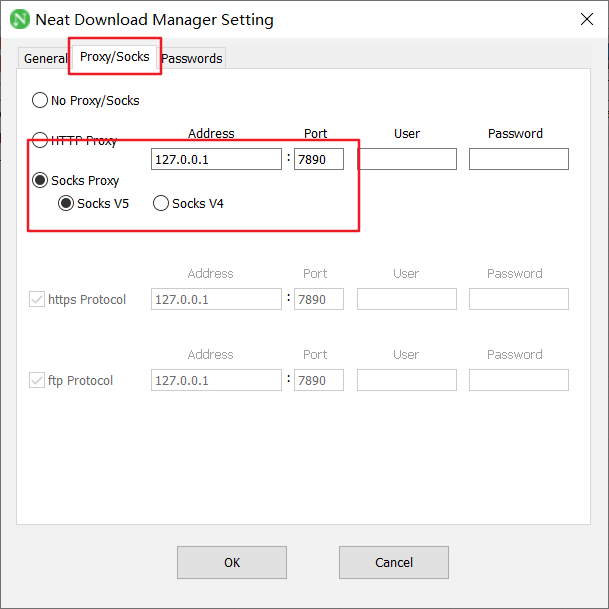 Neat Download Manager Setting
General Proxy/Socks Passwords
No Proxy/Socks
HTTP Proxy Address Port User Password
127.0.0.1 : 7890
Socks Proxy
Socks V5 Socks V4
Address Port User Password
https Protocol 127.0.0.1 : 7890
Address Port User Password
ftp Protocol 127.0.0.1 : 7890
OK Cancel